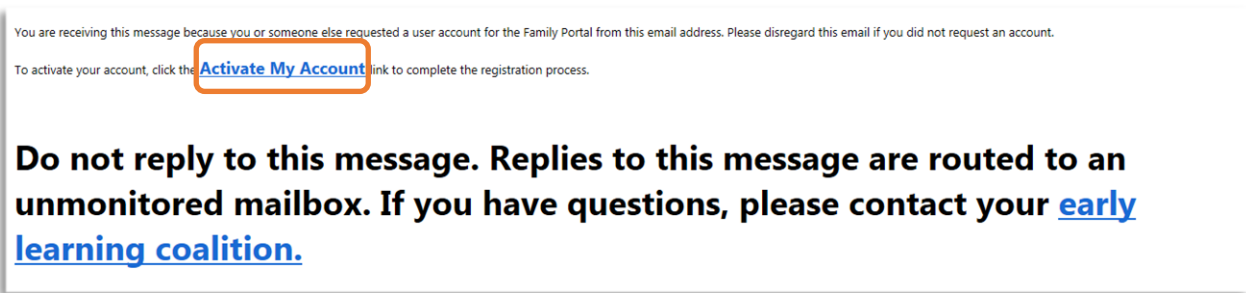 You are receiving this message because you or someone else requested a user account for the Family Portal from this email address. Please disregard this email if you did not request an account.
To activate your account, click the Activate My Account link to complete the registration process.
Do not reply to this message. Replies to this message are routed to an
unmonitored mailbox. If you have questions, please contact your early
learning coalition.